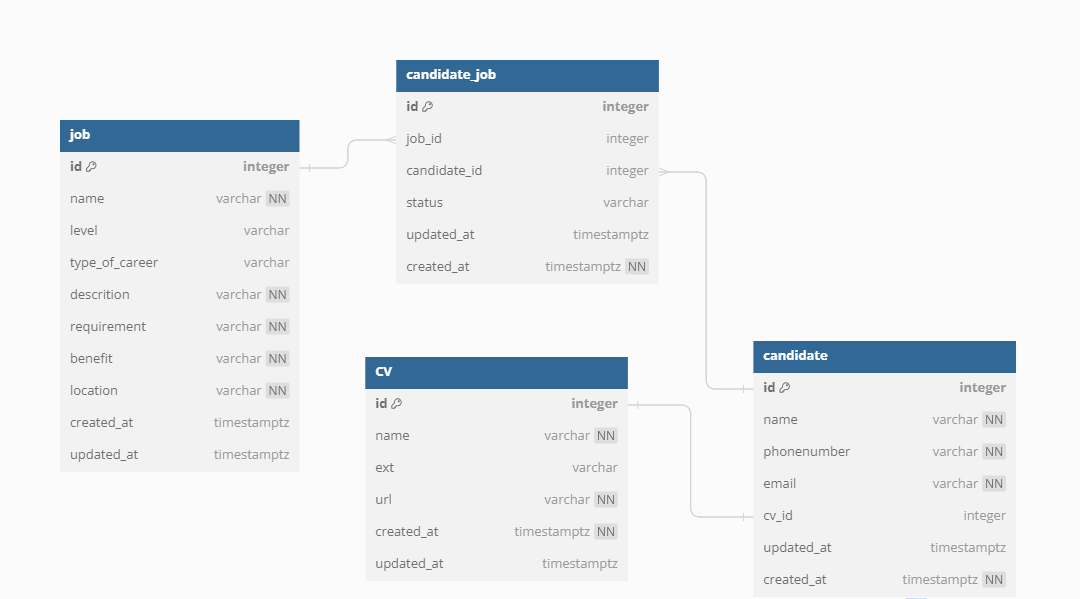 candidate_job
id integer
job_id integer
candidate_id integer
status varchar
updated_at timestamptz
created_at timestamptz NN
job
id integer
name varchar NN
level varchar
type_of_career varchar
descrition varchar NN
requirement varchar NN
benefit varchar NN
location varchar NN
created_at timestamptz
updated_at timestamptz
CV
id integer
name varchar NN
ext varchar
url varchar NN
created_at timestamptz NN
updated_at timestamptz
candidate
id integer
name varchar NN
phonenumber varchar NN
email varchar NN
cv_id integer
updated_at timestamptz
created_at timestamptz NN